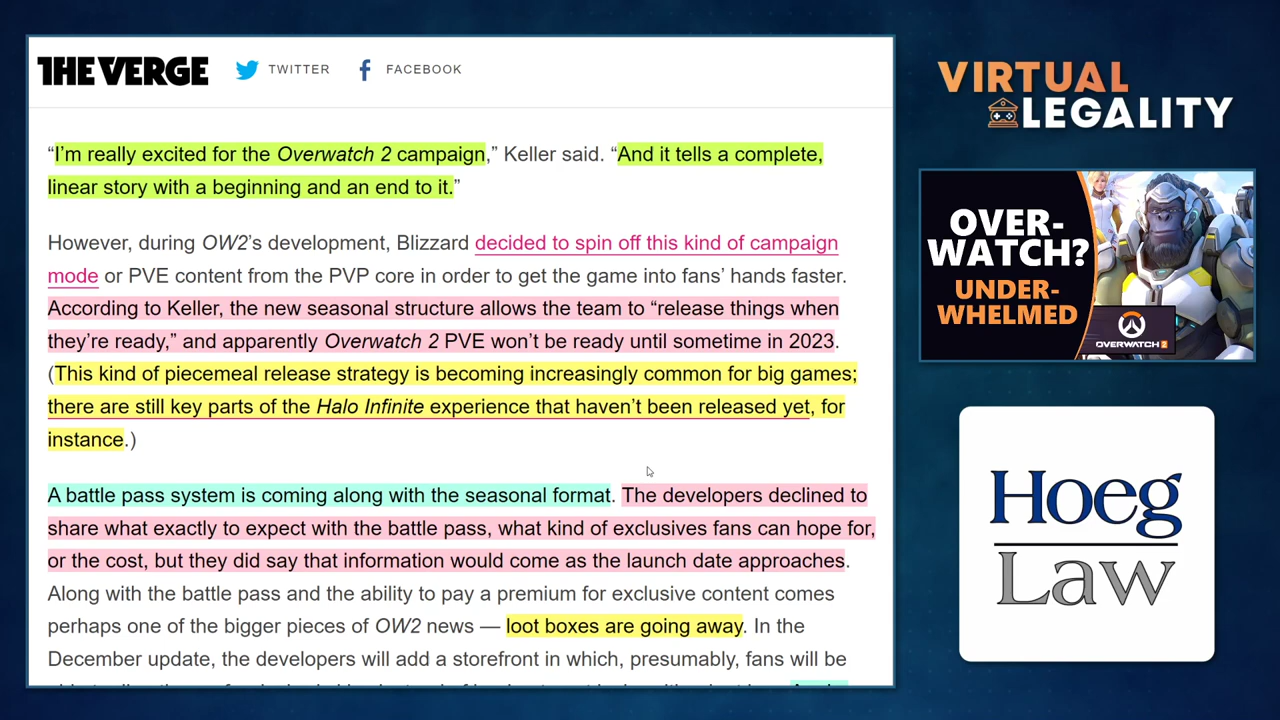 THE VERGE TWITTER FACEBOOK
“I’m really excited for the Overwatch 2 campaign,” Keller said. “And it tells a complete,
linear story with a beginning and an end to it.”
However, during OW2’s development, Blizzard decided to spin off this kind of campaign
mode or PVE content from the PVP core in order to get the game into fans’ hands faster.
According to Keller, the new seasonal structure allows the team to “release things when
they’re ready,” and apparently Overwatch 2 PVE won’t be ready until sometime in 2023.
(This kind of piecemeal release strategy is becoming increasingly common for big games;
there are still key parts of the Halo Infinite experience that haven’t been released yet, for
instance.)
A battle pass system is coming along with the seasonal format. The developers declined to
share what exactly to expect with the battle pass, what kind of exclusives fans can hope for,
or the cost, but they did say that information would come as the launch date approaches.
Along with the battle pass and the ability to pay a premium for exclusive content comes
perhaps one of the bigger pieces of OW2 news — loot boxes are going away. In the
December update, the developers will add a storefront in which, presumably, fans will be
VIRTUAL
LEGALITY
OVER-
WATCH?
UNDER-
WHELMED
OVERWATCH 2
Hoeg
Law